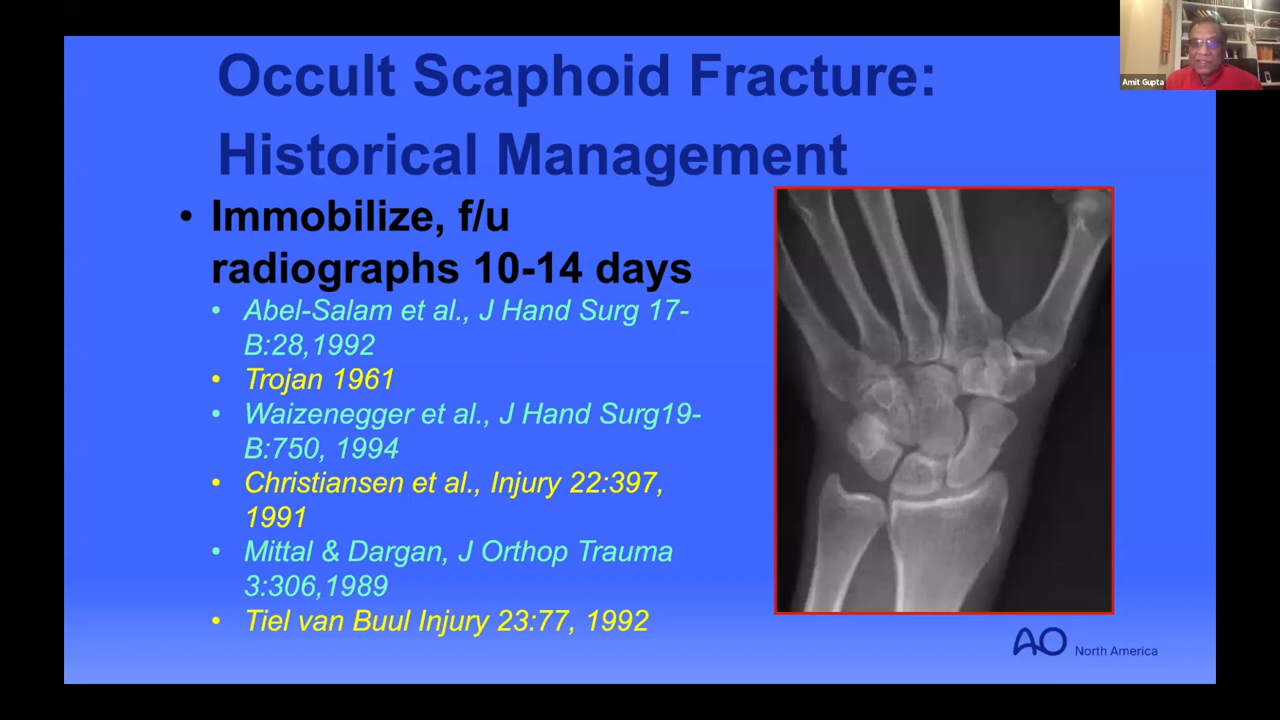 Occult Scaphoid Fracture:
Historical Management
• Immobilize, f/u
radiographs 10-14 days
• Abel-Salam et al., J Hand Surg 17-
B:28,1992
• Trojan 1961
• Waizenegger et al., J Hand Surg19-
B:750, 1994
• Christiansen et al., Injury 22:397,
1991
• Mittal & Dargan, J Orthop Trauma
3:306,1989
• Tiel van Buul Injury 23:77, 1992
AO North America
Amit Gupta